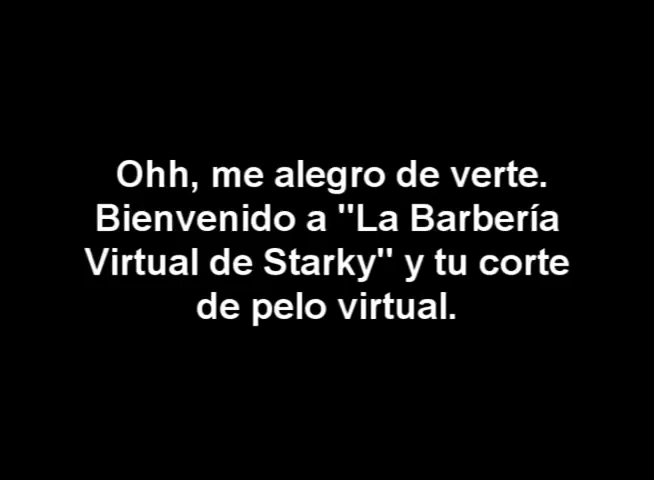 Ohh, me alegro de verte.
Bienvenido a "La Barbería
Virtual de Starky" y tu corte
de pelo virtual.